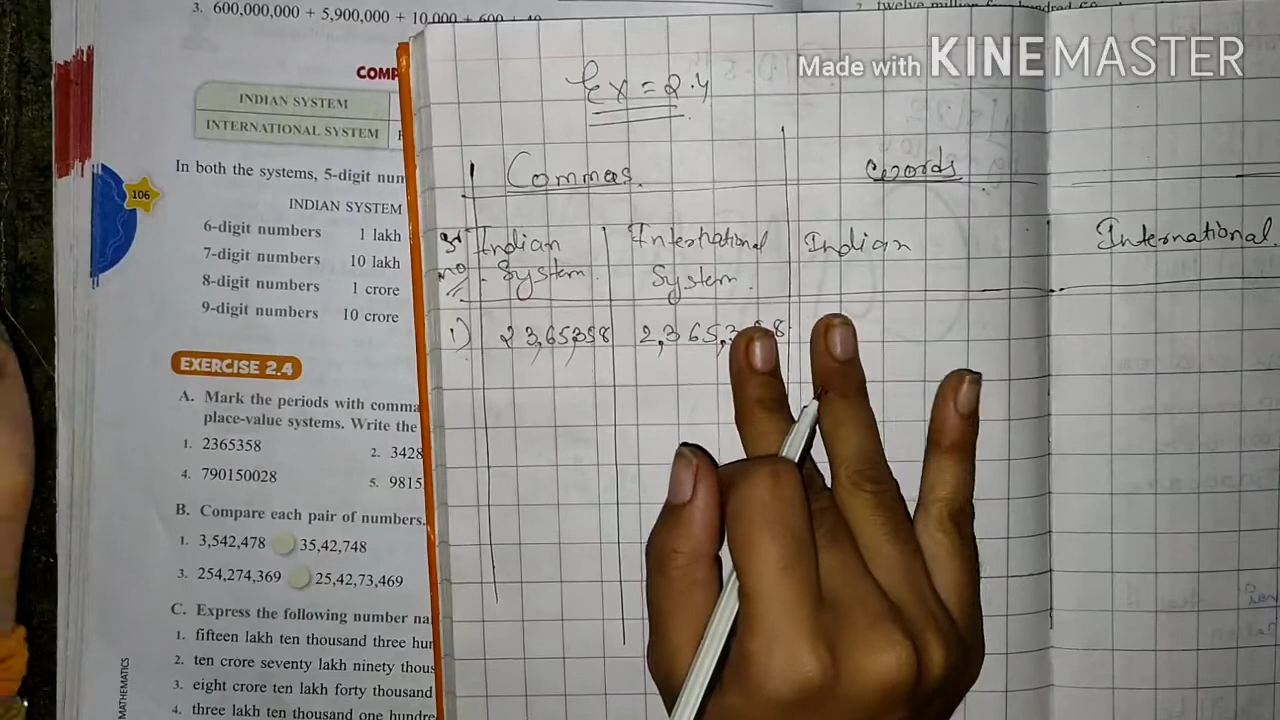 3. 600,000,000 + 5,900,000 + 10,000 + 600 + 40
Made with KINEMASTER
COMP
INDIAN SYSTEM
INTERNATIONAL SYSTEM
In both the systems, 5-digit num
106
INDIAN SYSTEM
6-digit numbers 1 lakh
7-digit numbers 10 lakh
8-digit numbers 1 crore
9-digit numbers 10 crore
EXERCISE 2.4
A. Mark the periods with comma
place-value systems. Write the
1. 2365358 2. 3428
4. 790150028 5. 9815
B. Compare each pair of numbers.
1. 3,542,478 35,42,748
3. 254,274,369 25,42,73,469
C. Express the following number na
1. fifteen lakh ten thousand three hun
2. ten crore seventy lakh ninety thous
3. eight crore ten lakh forty thousand
4. three lakh ten thousand one hundre
MATHEMATICS
Ex = 2.4
Commas. Words
Indian International Indian International
no. System. System.
1) 23,65,358 2,365,358